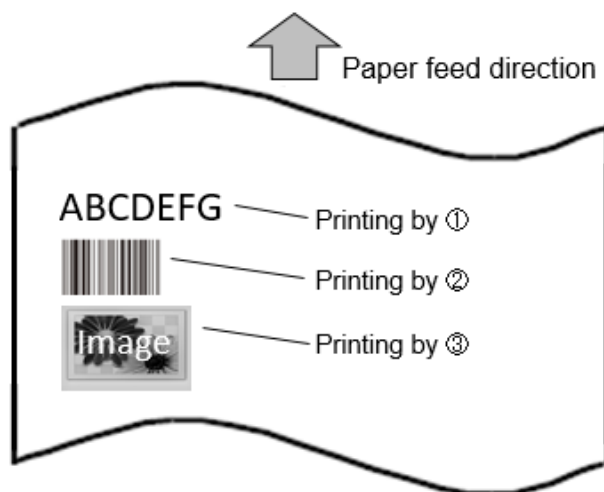 Paper feed direction
ABCDEFG
Printing by ①
Printing by ②
Image
Printing by ③